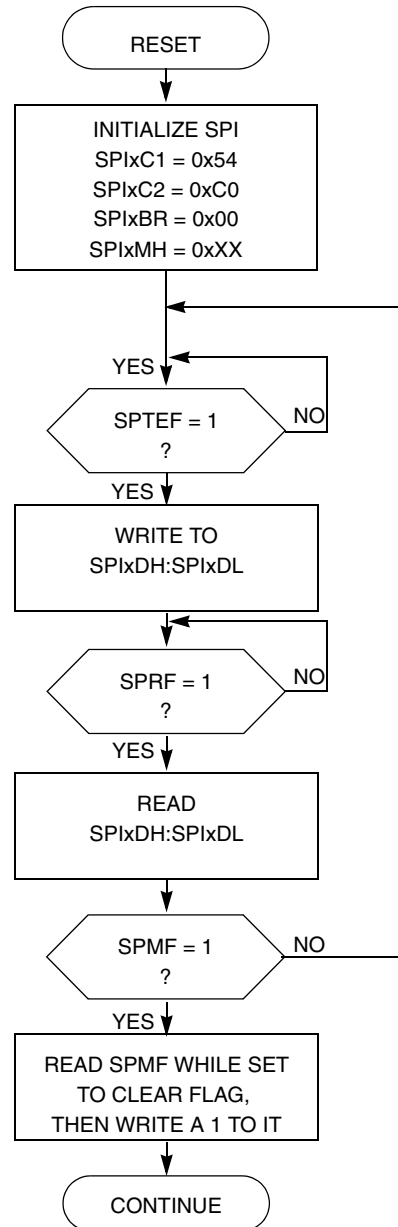 RESET
INITIALIZE SPI
SPIxC1 = 0x54
SPIxC2 = 0xC0
SPIxBR = 0x00
SPIxMH = 0xXX
YES
SPTEF = 1
?
NO
YES
WRITE TO
SPIxDH:SPIxDL
SPRF = 1
?
NO
YES
READ
SPIxDH:SPIxDL
SPMF = 1
?
NO
YES
READ SPMF WHILE SET
TO CLEAR FLAG,
THEN WRITE A 1 TO IT
CONTINUE